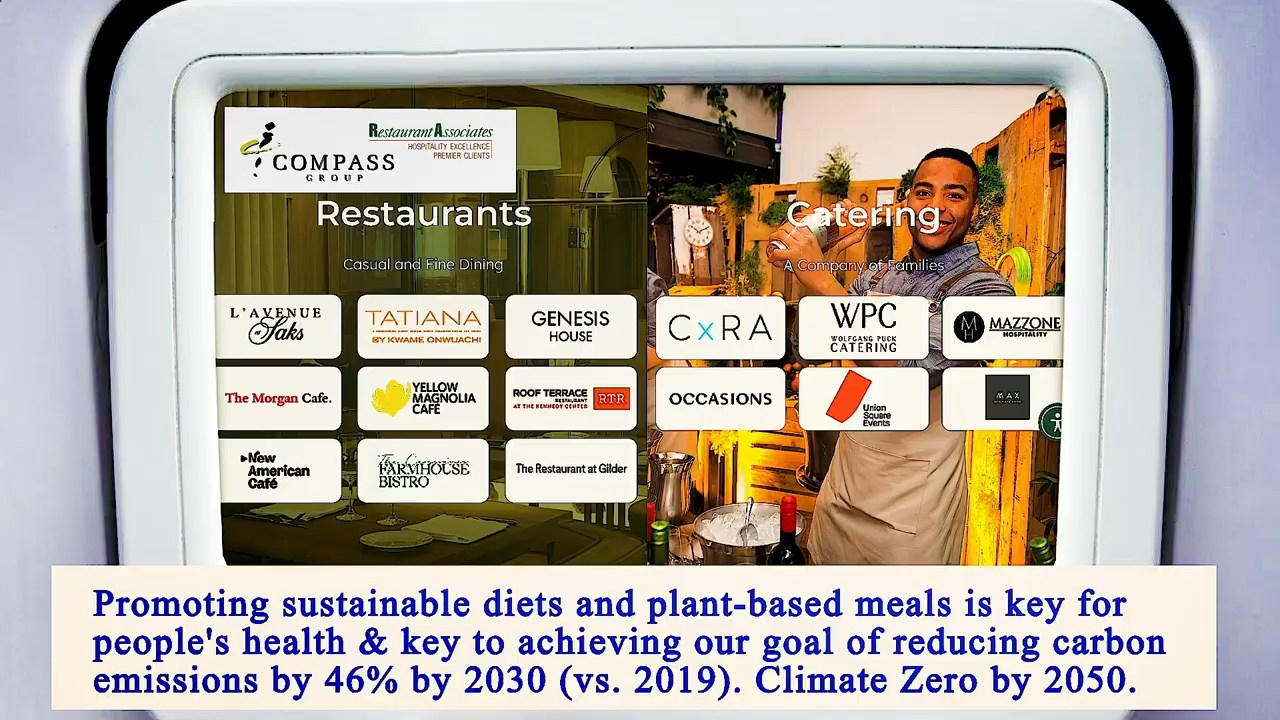 COMPASS
GROUP
RESTAURANT ASSOCIATES
HOSPITALITY EXCELLENCE
PREMIER CLIENTS
Restaurants
Casual and Fine Dining
L'AVENUE
Saks
TATIANA
BY KWAME ONWUACHI
GENESIS
HOUSE
The Morgan Cafe.
YELLOW
MAGNOLIA
CAFÉ
ROOF TERRACE
RESTAURANT
AT THE KENNEDY CENTER
RTR
New
American
Café
FARMHOUSE
BISTRO
The Restaurant at Gilder
Catering
A Company of Families
CxRA
WPC
WOLFGANG PUCK
CATERING
MH
MAZZONE
HOSPITALITY
OCCASIONS
Union
Square
Events
MAX
Promoting sustainable diets and plant-based meals is key for
people's health & key to achieving our goal of reducing carbon
emissions by 46% by 2030 (vs. 2019). Climate Zero by 2050.